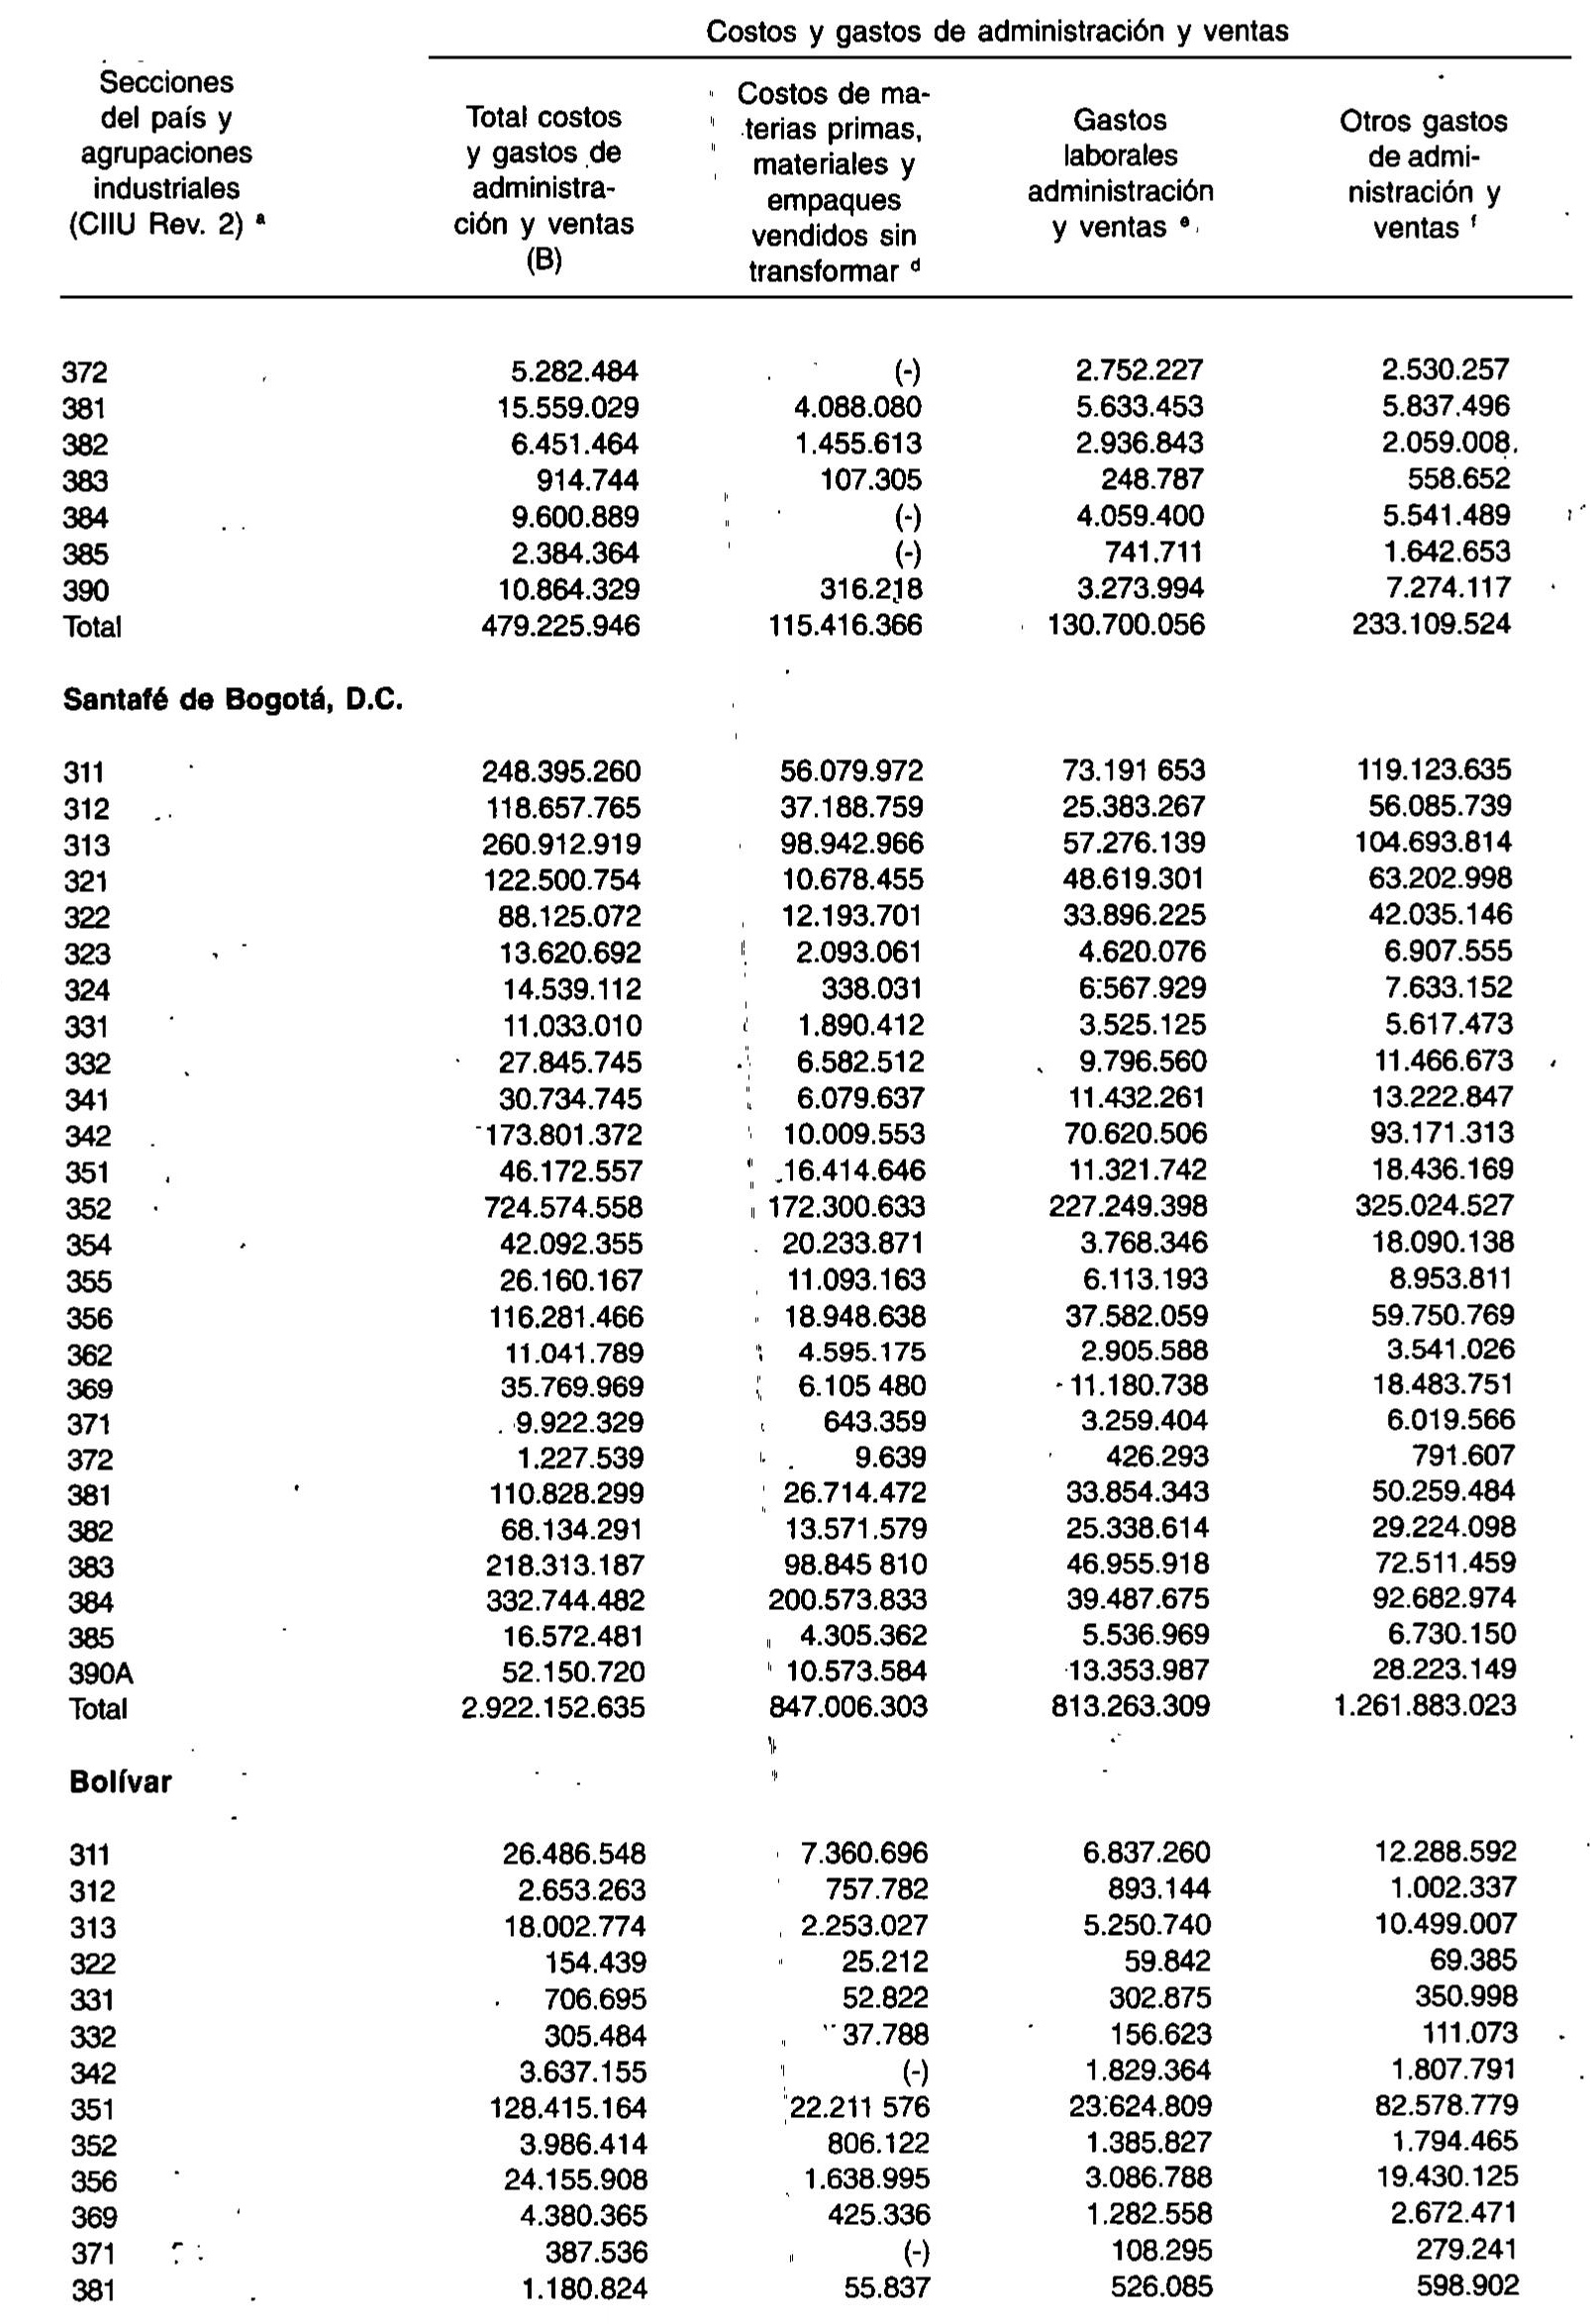 Costos y gastos de administración y ventas
Secciones
del país y
agrupaciones
industriales
(CIIU Rev. 2) a
Total costos
y gastos de
administra-
ción y ventas
(B)
Costos de ma-
terias primas,
materiales y
empaques
vendidos sin
transformar d
Gastos
laborales
administración
y ventas e
Otros gastos
de admi-
nistración y
ventas f
372 5.282.484 (-) 2.752.227 2.530.257
381 15.559.029 4.088.080 5.633.453 5.837.496
382 6.451.464 1.455.613 2.936.843 2.059.008
383 914.744 107.305 248.787 558.652
384 9.600.889 (-) 4.059.400 5.541.489
385 2.384.364 (-) 741.711 1.642.653
390 10.864.329 316.218 3.273.994 7.274.117
Total 479.225.946 115.416.366 130.700.056 233.109.524
Santafé de Bogotá, D.C.
311 248.395.260 56.079.972 73.191 653 119.123.635
312 118.657.765 37.188.759 25.383.267 56.085.739
313 260.912.919 98.942.966 57.276.139 104.693.814
321 122.500.754 10.678.455 48.619.301 63.202.998
322 88.125.072 12.193.701 33.896.225 42.035.146
323 13.620.692 2.093.061 4.620.076 6.907.555
324 14.539.112 338.031 6.567.929 7.633.152
331 11.033.010 1.890.412 3.525.125 5.617.473
332 27.845.745 6.582.512 9.796.560 11.466.673
341 30.734.745 6.079.637 11.432.261 13.222.847
342 173.801.372 10.009.553 70.620.506 93.171.313
351 46.172.557 16.414.646 11.321.742 18.436.169
352 724.574.558 172.300.633 227.249.398 325.024.527
354 42.092.355 20.233.871 3.768.346 18.090.138
355 26.160.167 11.093.163 6.113.193 8.953.811
356 116.281.466 18.948.638 37.582.059 59.750.769
362 11.041.789 4.595.175 2.905.588 3.541.026
369 35.769.969 6.105 480 11.180.738 18.483.751
371 9.922.329 643.359 3.259.404 6.019.566
372 1.227.539 9.639 426.293 791.607
381 110.828.299 26.714.472 33.854.343 50.259.484
382 68.134.291 13.571.579 25.338.614 29.224.098
383 218.313.187 98.845 810 46.955.918 72.511.459
384 332.744.482 200.573.833 39.487.675 92.682.974
385 16.572.481 4.305.362 5.536.969 6.730.150
390A 52.150.720 10.573.584 13.353.987 28.223.149
Total 2.922.152.635 847.006.303 813.263.309 1.261.883.023
Bolívar
311 26.486.548 7.360.696 6.837.260 12.288.592
312 2.653.263 757.782 893.144 1.002.337
313 18.002.774 2.253.027 5.250.740 10.499.007
322 154.439 25.212 59.842 69.385
331 706.695 52.822 302.875 350.998
332 305.484 37.788 156.623 111.073
342 3.637.155 (-) 1.829.364 1.807.791
351 128.415.164 22.211 576 23.624.809 82.578.779
352 3.986.414 806.122 1.385.827 1.794.465
356 24.155.908 1.638.995 3.086.788 19.430.125
369 4.380.365 425.336 1.282.558 2.672.471
371 387.536 (-) 108.295 279.241
381 1.180.824 55.837 526.085 598.902